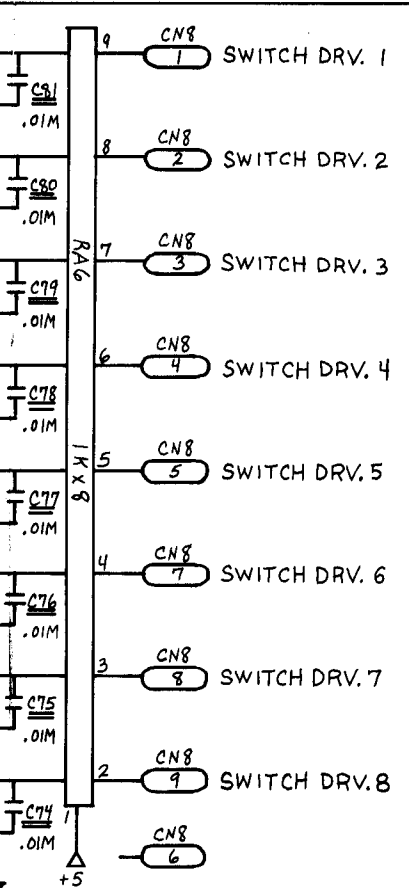 9 CN8
1 SWITCH DRV. 1
C81
.01M
8 CN8
2 SWITCH DRV. 2
C80
.01M
RA6
7 CN8
3 SWITCH DRV. 3
C79
.01M
6 CN8
4 SWITCH DRV. 4
C78
.01M
1K x 8
5 CN8
5 SWITCH DRV. 5
C77
.01M
4 CN8
7 SWITCH DRV. 6
C76
.01M
3 CN8
8 SWITCH DRV. 7
C75
.01M
2 CN8
9 SWITCH DRV. 8
C74
.01M
1
CN8
6
+5